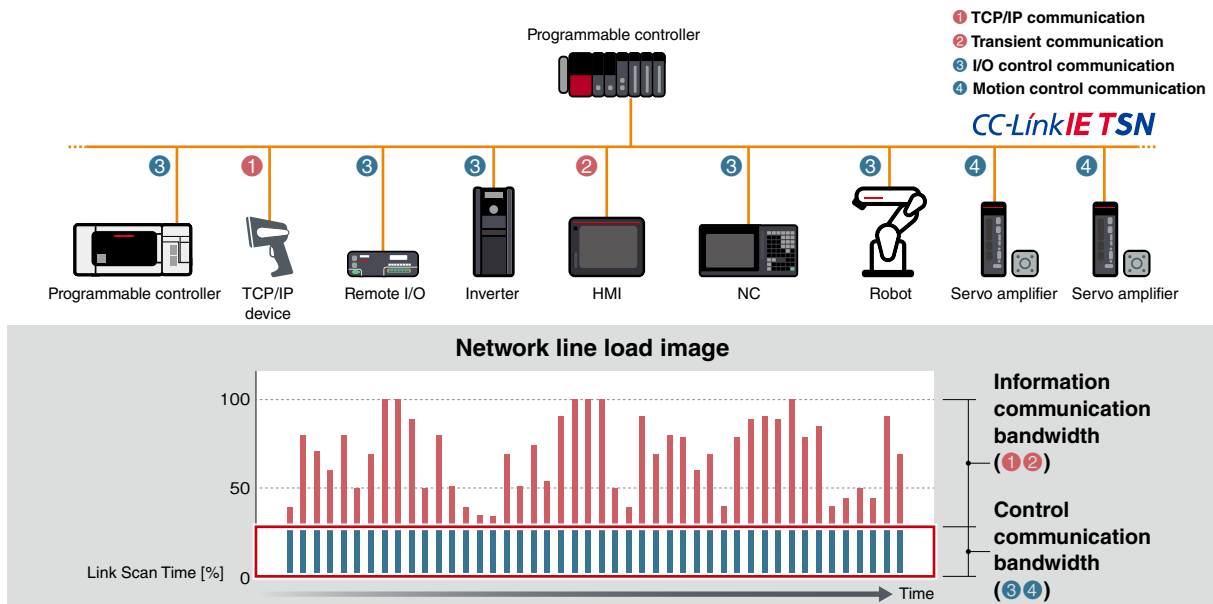 Programmable controller
❶ TCP/IP communication
❷ Transient communication
❸ I/O control communication
❹ Motion control communication
CC-Link IE TSN
❸ ❶ ❸ ❸ ❷ ❸ ❸ ❹ ❹
Programmable controller
TCP/IP
device
Remote I/O
Inverter
HMI
NC
Robot
Servo amplifier
Servo amplifier
Network line load image
100
50
0
Link Scan Time [%]
Time
Information
communication
bandwidth
(❶❷)
Control
communication
bandwidth
(❸❹)